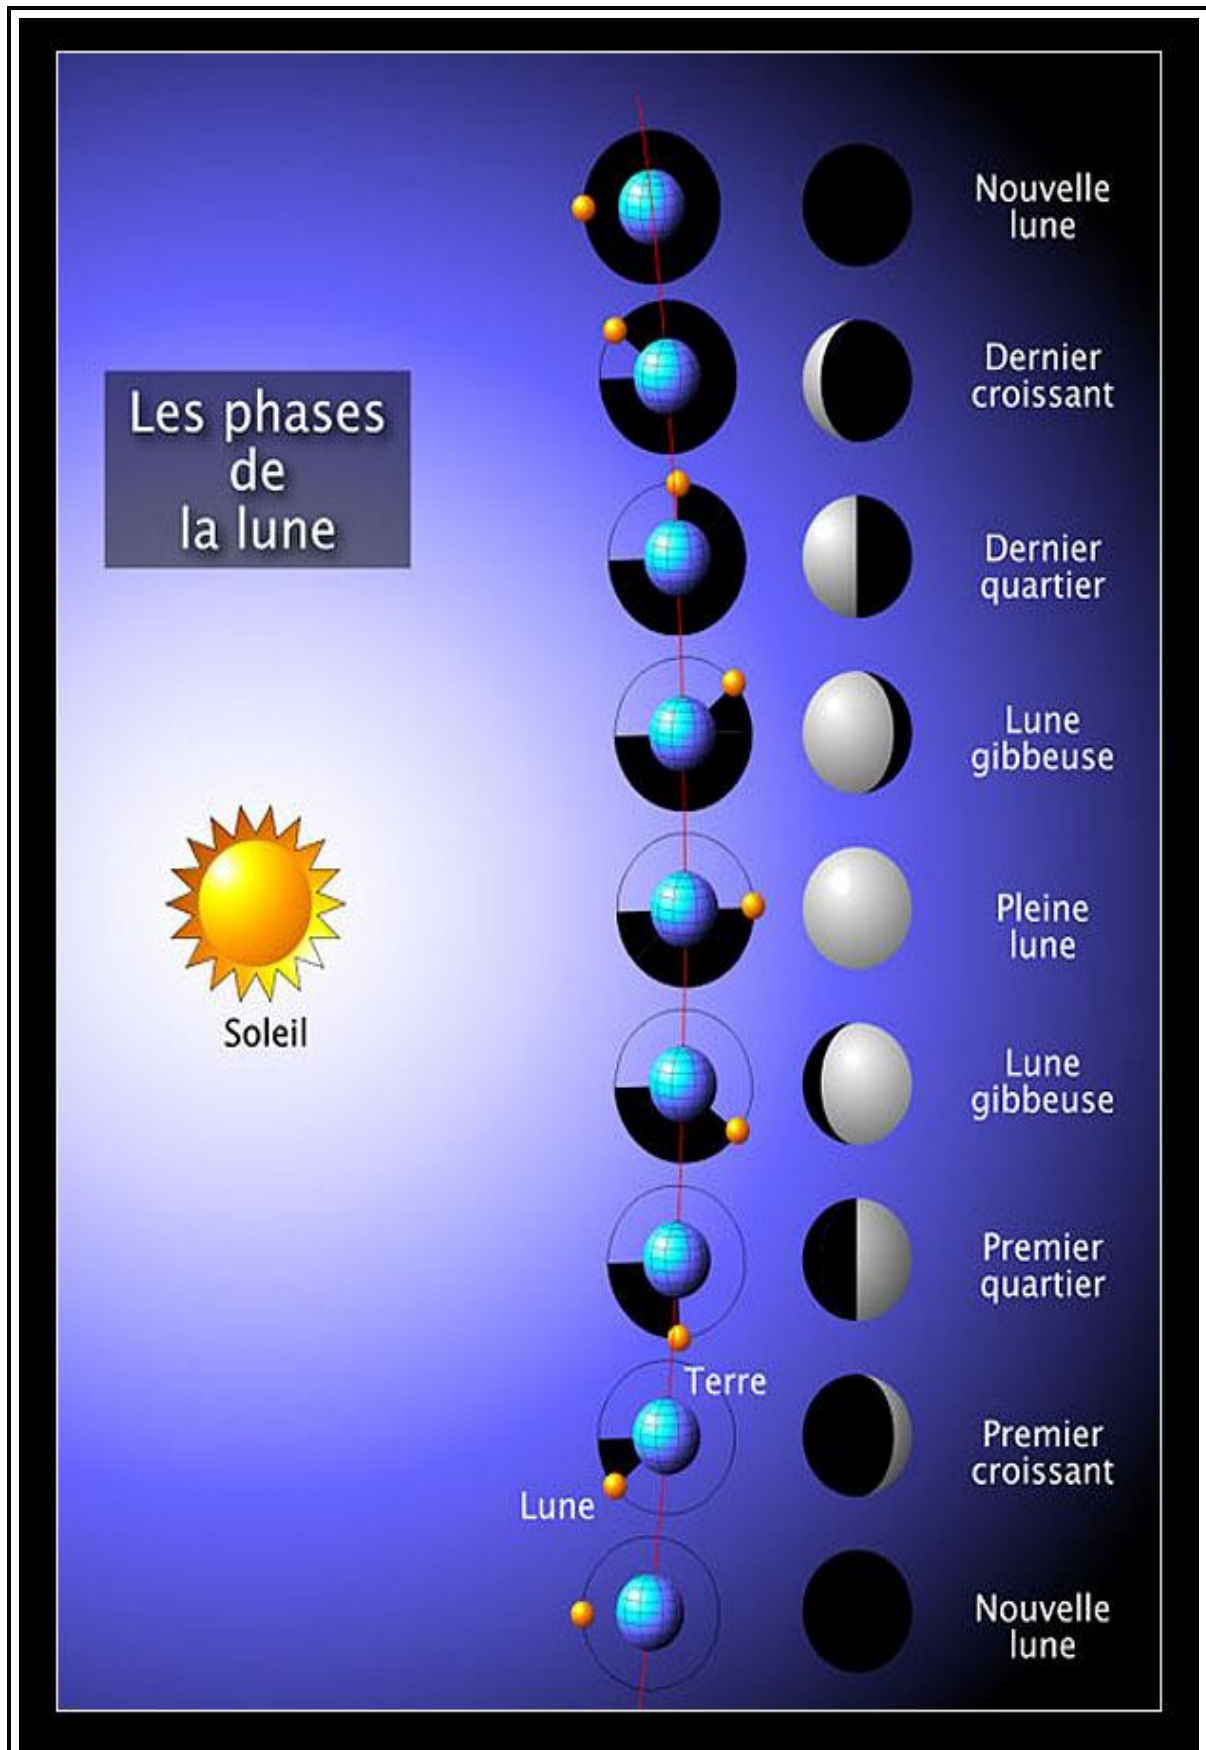 Nouvelle
lune
Dernier
croissant
Les phases
de
la lune
Dernier
quartier
Lune
gibbeuse
Pleine
lune
Soleil
Lune
gibbeuse
Premier
quartier
Terre
Premier
croissant
Lune
Nouvelle
lune